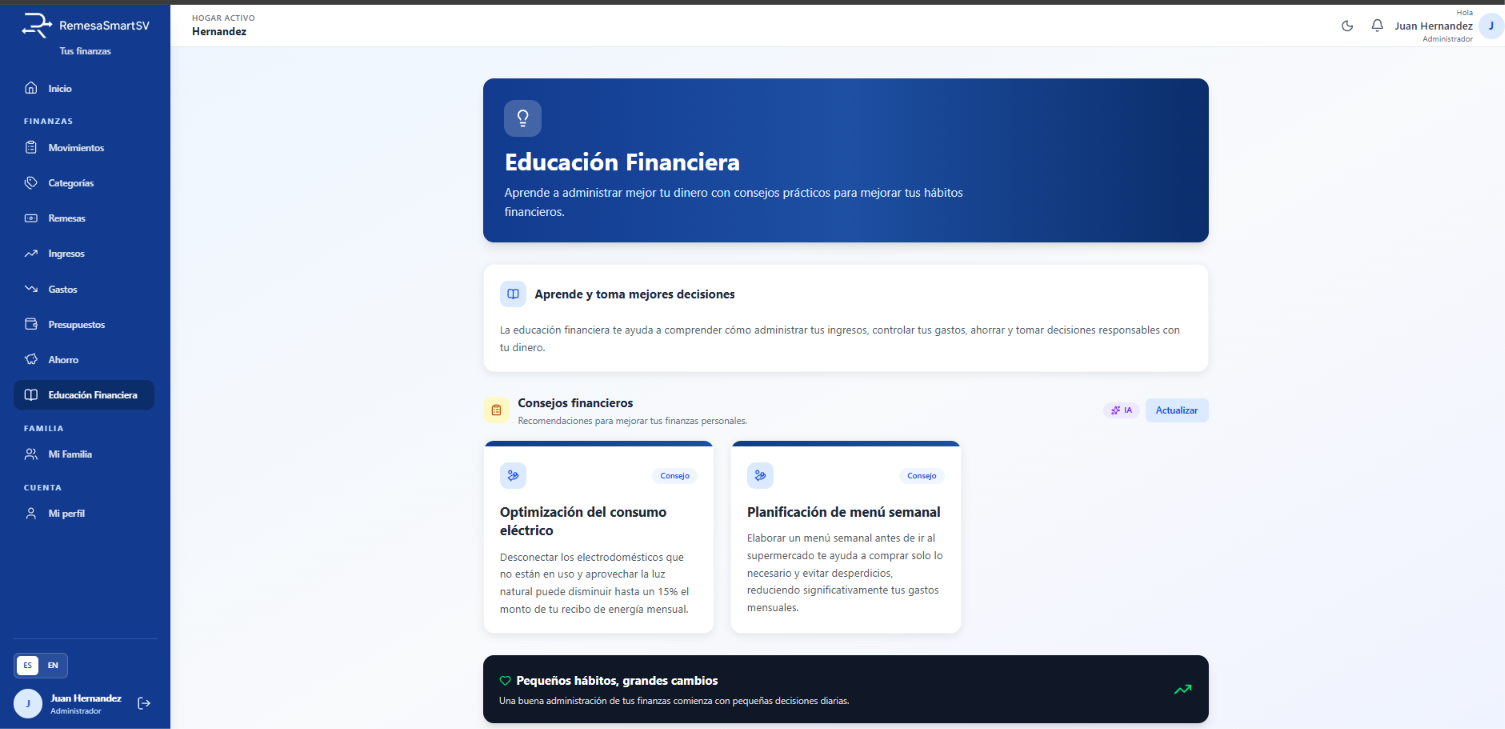 RemesaSmartSV
Tus finanzas
Inicio
FINANZAS
Movimientos
Categorías
Remesas
Ingresos
Gastos
Presupuestos
Ahorro
Educación Financiera
FAMILIA
Mi Familia
CUENTA
Mi perfil
ES EN
J
Juan Hernandez
Administrador
HOGAR ACTIVO
Hernandez
Hola
Juan Hernandez
Administrador
J
Educación Financiera
Aprende a administrar mejor tu dinero con consejos prácticos para mejorar tus hábitos
financieros.
Aprende y toma mejores decisiones
La educación financiera te ayuda a comprender cómo administrar tus ingresos, controlar tus gastos, ahorrar y tomar decisiones responsables con
tu dinero.
Consejos financieros
Recomendaciones para mejorar tus finanzas personales.
IA
Actualizar
Consejo
Optimización del consumo
eléctrico
Desconectar los electrodomésticos que
no están en uso y aprovechar la luz
natural puede disminuir hasta un 15% el
monto de tu recibo de energía mensual.
Consejo
Planificación de menú semanal
Elaborar un menú semanal antes de ir al
supermercado te ayuda a comprar solo lo
necesario y evitar desperdicios,
reduciendo significativamente tus gastos
mensuales.
Pequeños hábitos, grandes cambios
Una buena administración de tus finanzas comienza con pequeñas decisiones diarias.